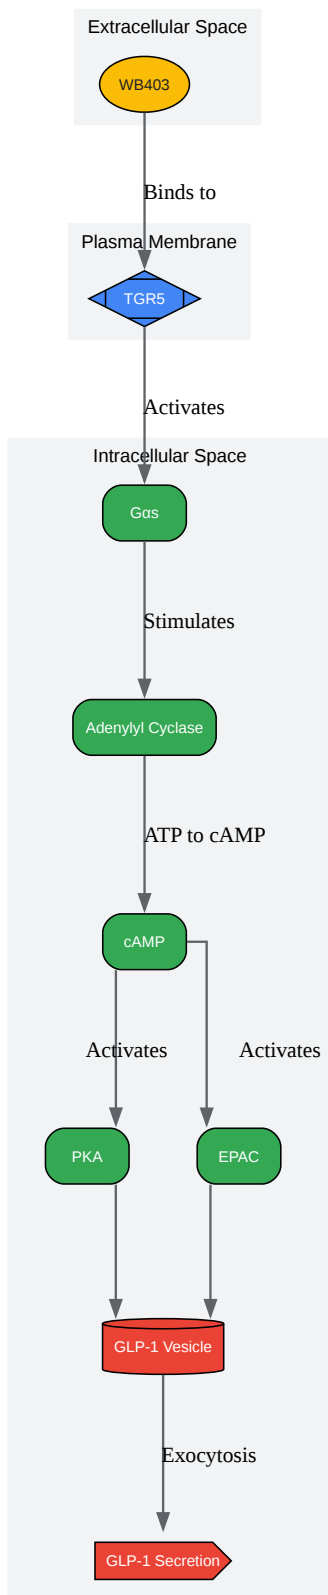 Extracellular Space
WB403
Binds to
Plasma Membrane
TGR5
Activates
Intracellular Space
Gαs
Stimulates
Adenylyl Cyclase
ATP to cAMP
cAMP
Activates
Activates
PKA
EPAC
GLP-1 Vesicle
Exocytosis
GLP-1 Secretion